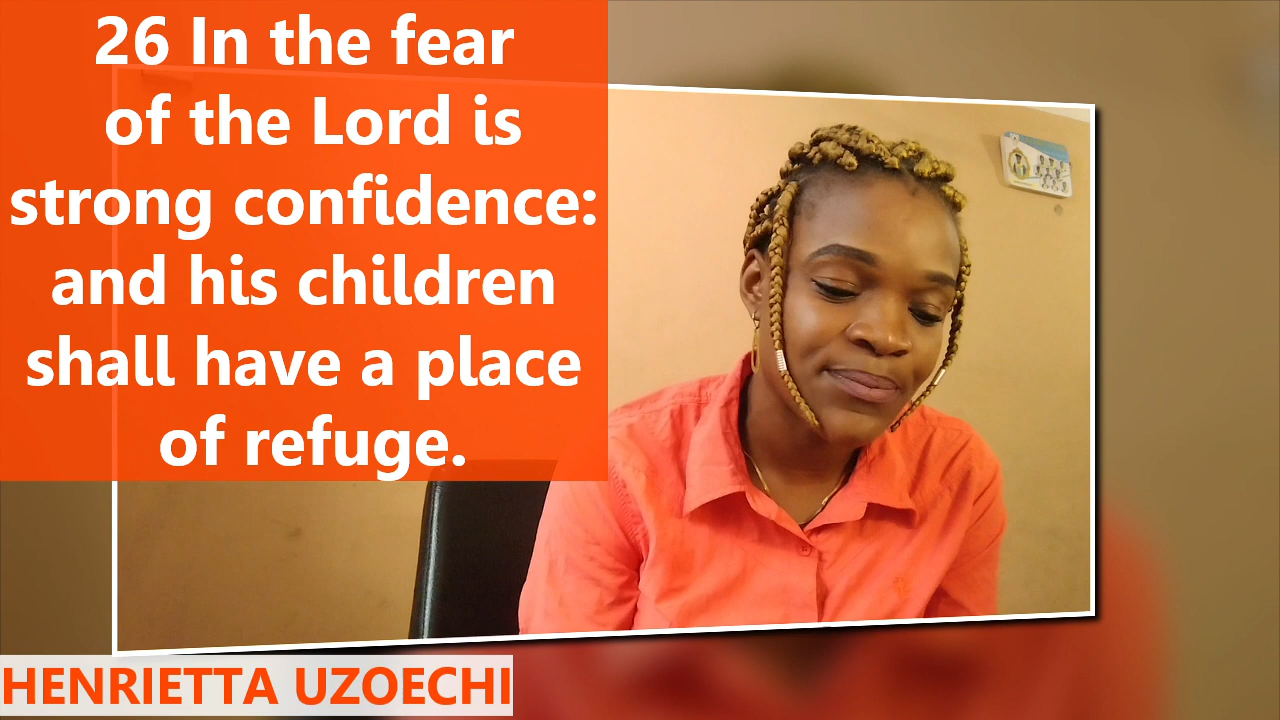 26 In the fear
of the Lord is
strong confidence:
and his children
shall have a place
of refuge.
HENRIETTA UZOECHI